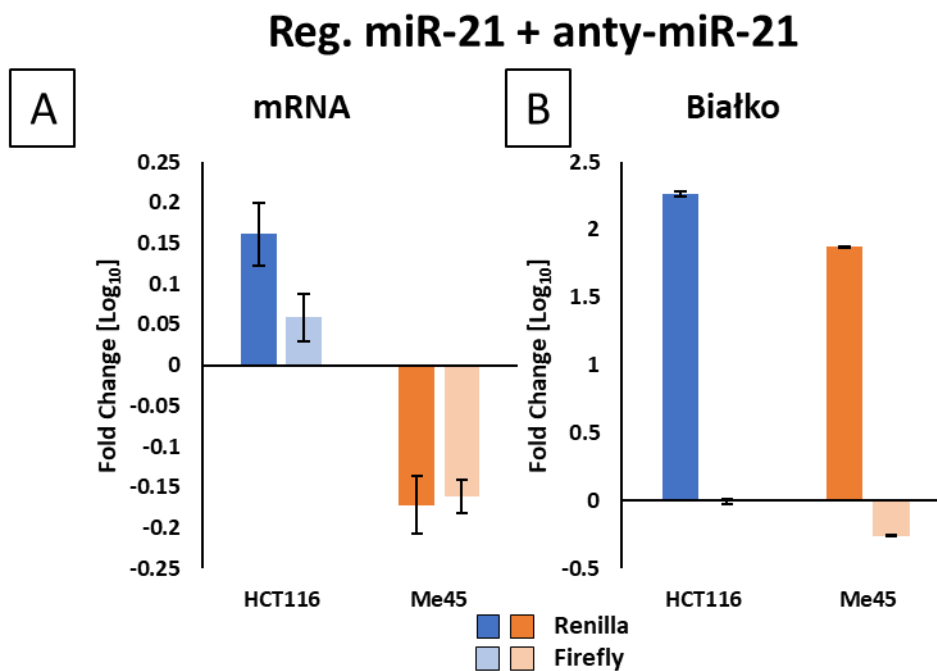 Reg. miR-21 + anty-miR-21
A
mRNA
Fold Change [Log₁₀]
0.25
0.2
0.15
0.1
0.05
0
-0.05
-0.1
-0.15
-0.2
-0.25
HCT116 Me45
B
Białko
Fold Change [Log₁₀]
2.5
2
1.5
1
0.5
0
-0.5
HCT116 Me45
Renilla
Firefly